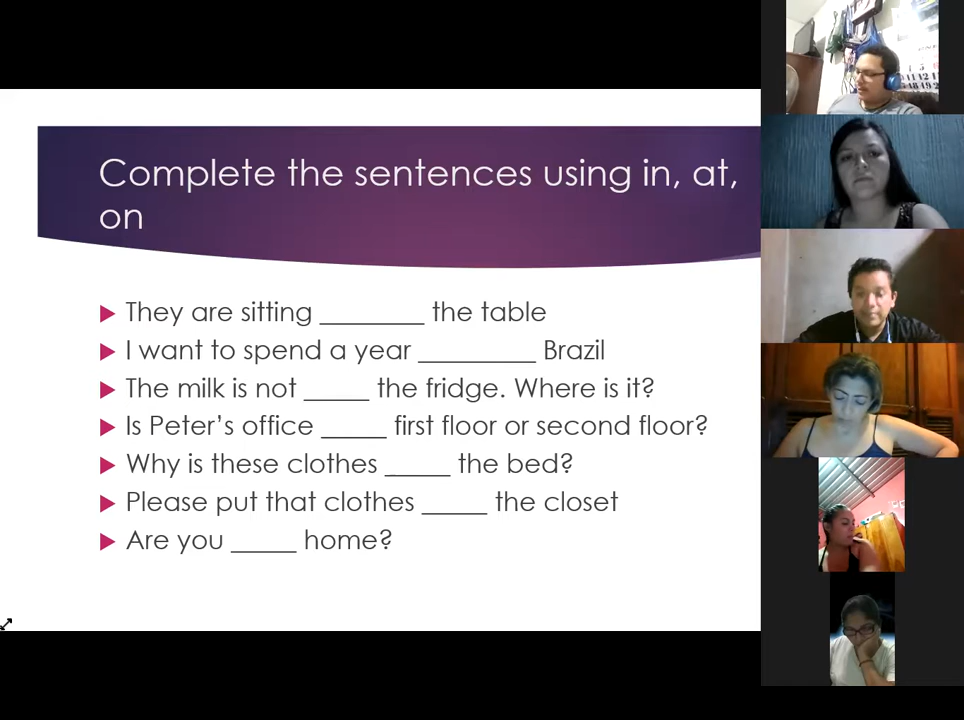 Complete the sentences using in, at,
on
They are sitting ________ the table
I want to spend a year _________ Brazil
The milk is not _____ the fridge. Where is it?
Is Peter's office _____ first floor or second floor?
Why is these clothes _____ the bed?
Please put that clothes _____ the closet
Are you _____ home?